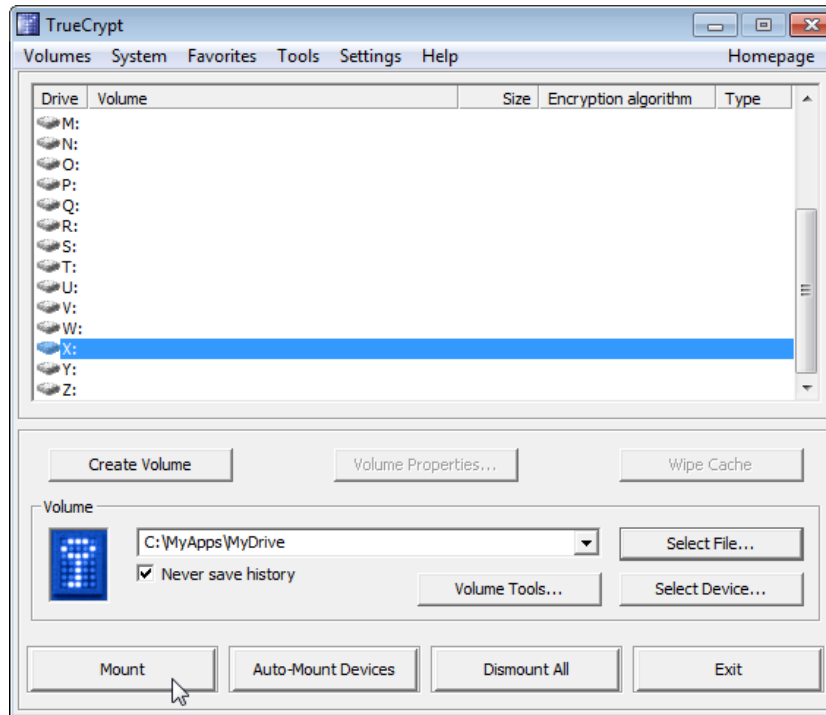 TrueCrypt
Volumes System Favorites Tools Settings Help Homepage
Drive Volume Size Encryption algorithm Type
M:
N:
O:
P:
Q:
R:
S:
T:
U:
V:
W:
X:
Y:
Z:
Create Volume Volume Properties... Wipe Cache
Volume
C:\MyApps\MyDrive Select File...
Never save history
Volume Tools... Select Device...
Mount Auto-Mount Devices Dismount All Exit